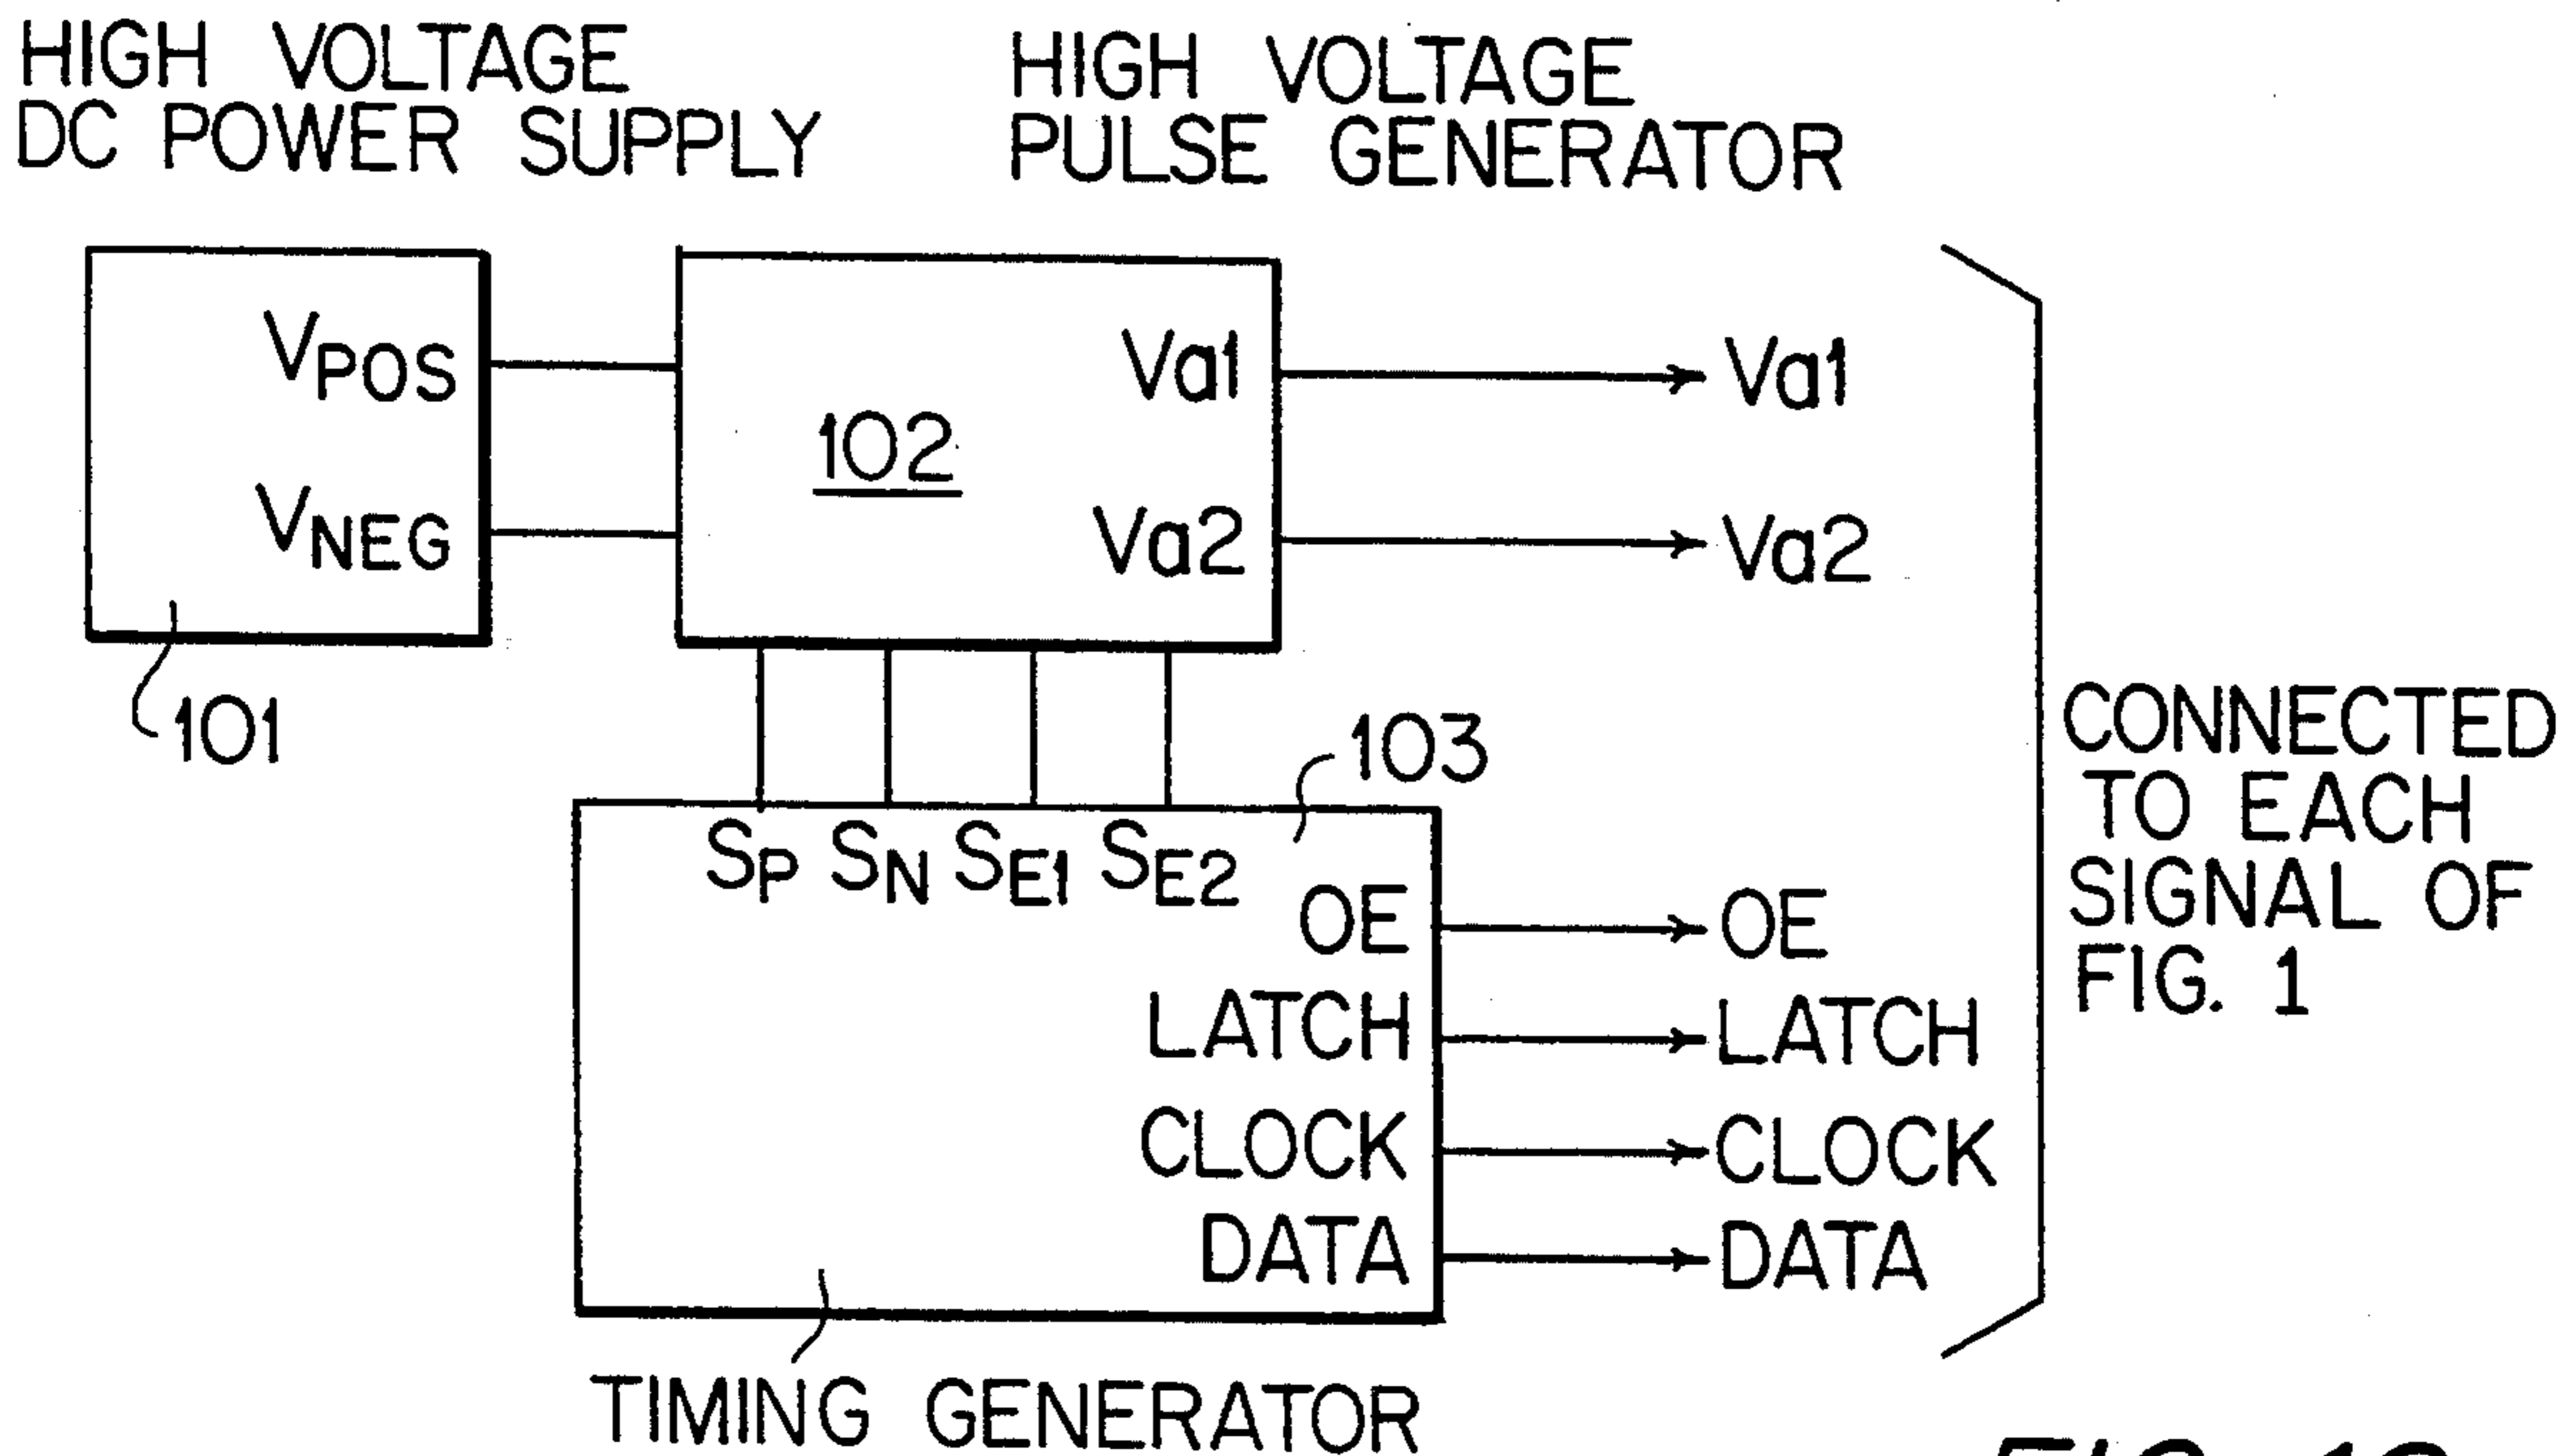 HIGH VOLTAGE
DC POWER SUPPLY
HIGH VOLTAGE
PULSE GENERATOR
VPOS
VNEG
101
102
Va1
Va2
Va1
Va2
103
SP SN SE1 SE2
OE
LATCH
CLOCK
DATA
OE
LATCH
CLOCK
DATA
TIMING GENERATOR
CONNECTED
TO EACH
SIGNAL OF
FIG. 1